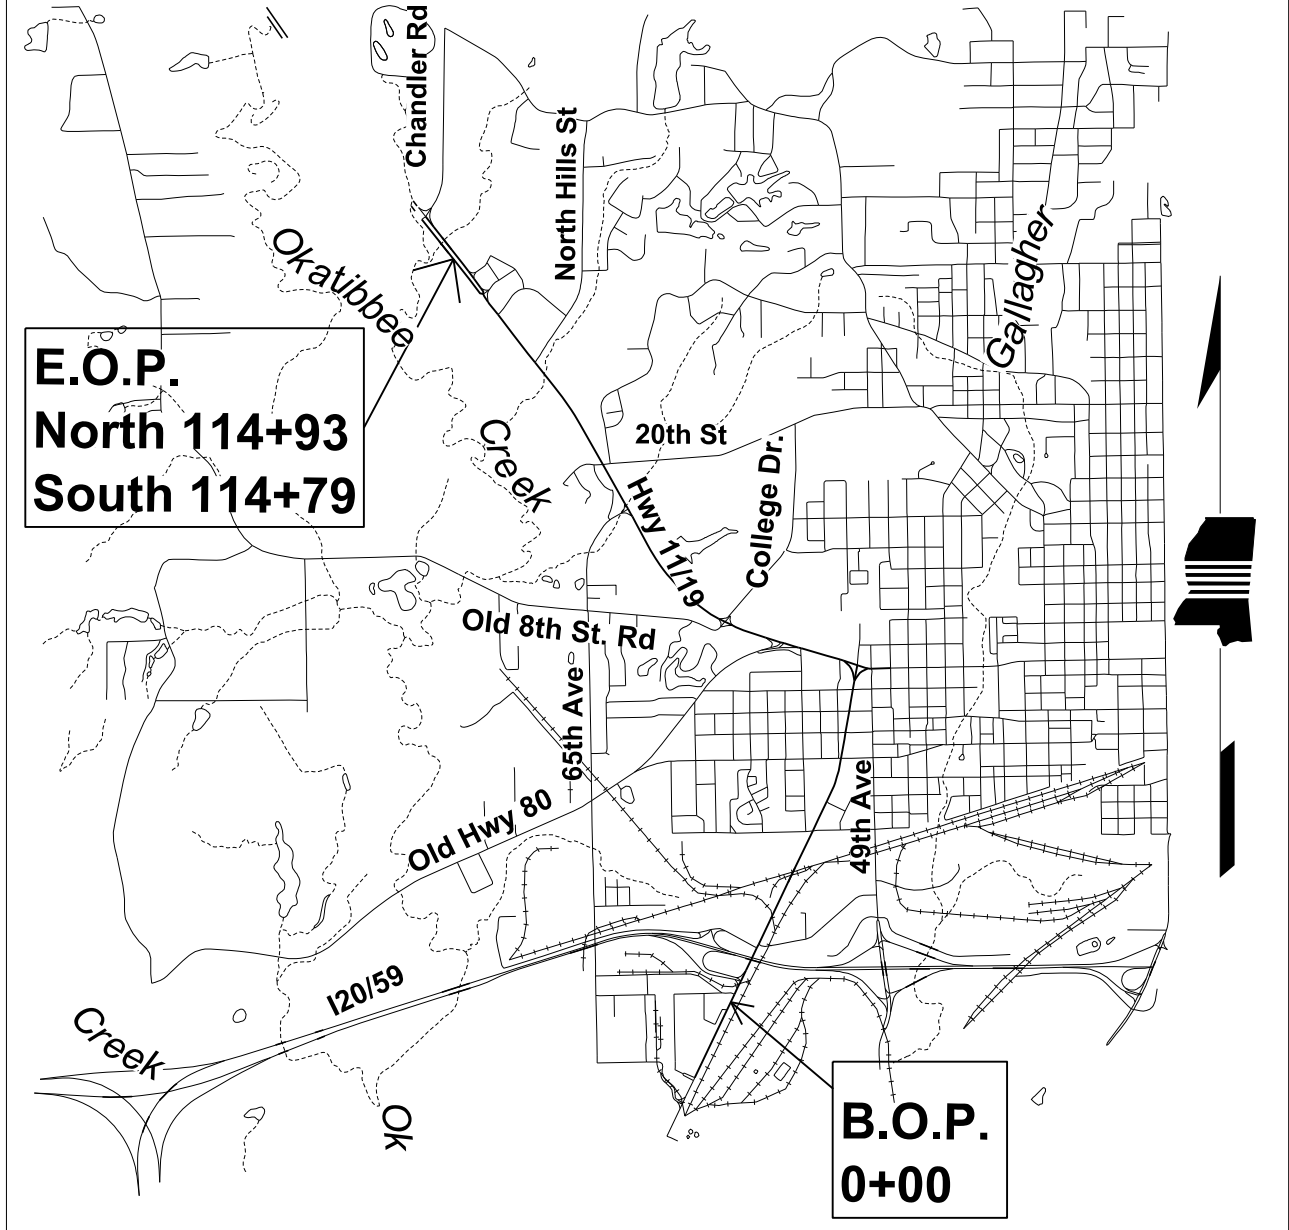 Chandler Rd
North Hills St
Okatibbee
Gallagher
E.O.P.
North 114+93
South 114+79
Creek
20th St
College Dr.
Hwy 11/19
Old 8th St. Rd
65th Ave
49th Ave
Old Hwy 80
I20/59
Creek
Ok
B.O.P.
0+00